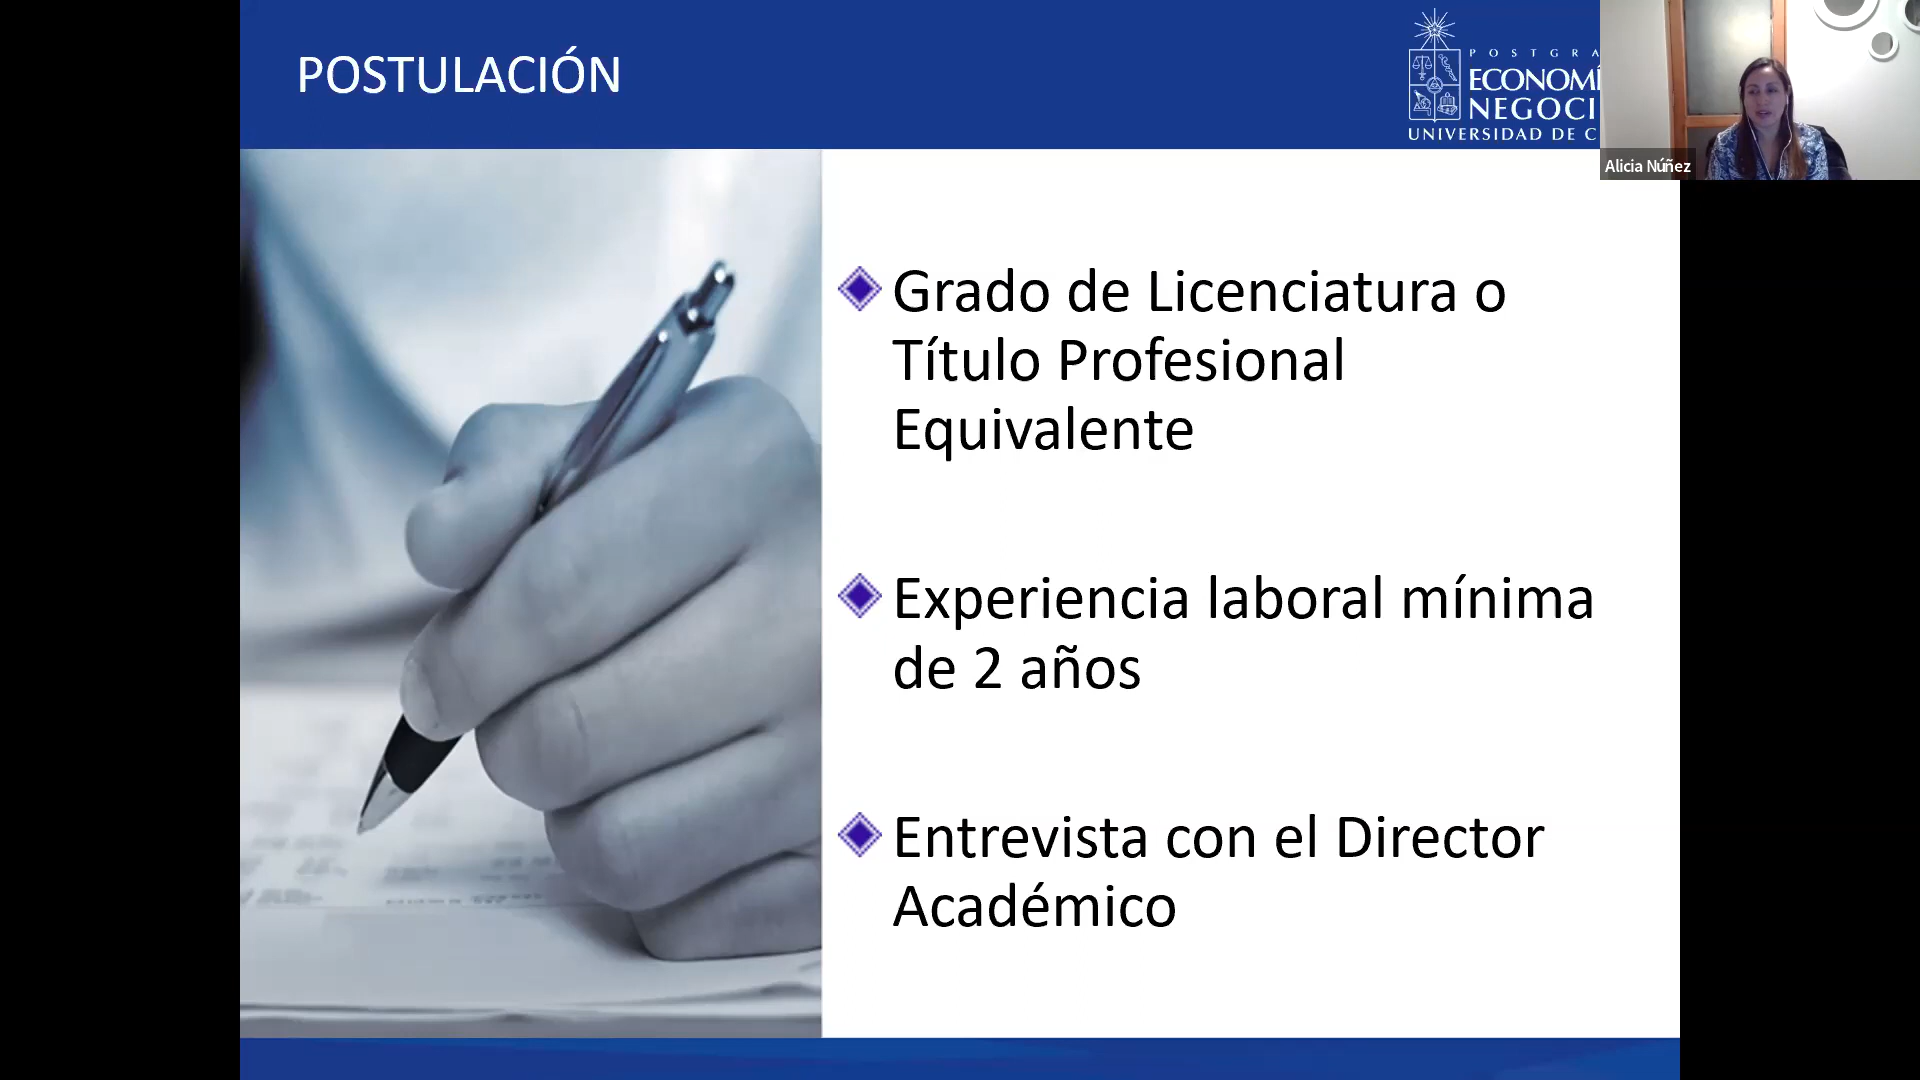 POSTULACIÓN
POSTGRA
ECONOMÍ
NEGOCI
UNIVERSIDAD DE C
Alicia Núñez
Grado de Licenciatura o
Título Profesional
Equivalente
Experiencia laboral mínima
de 2 años
Entrevista con el Director
Académico